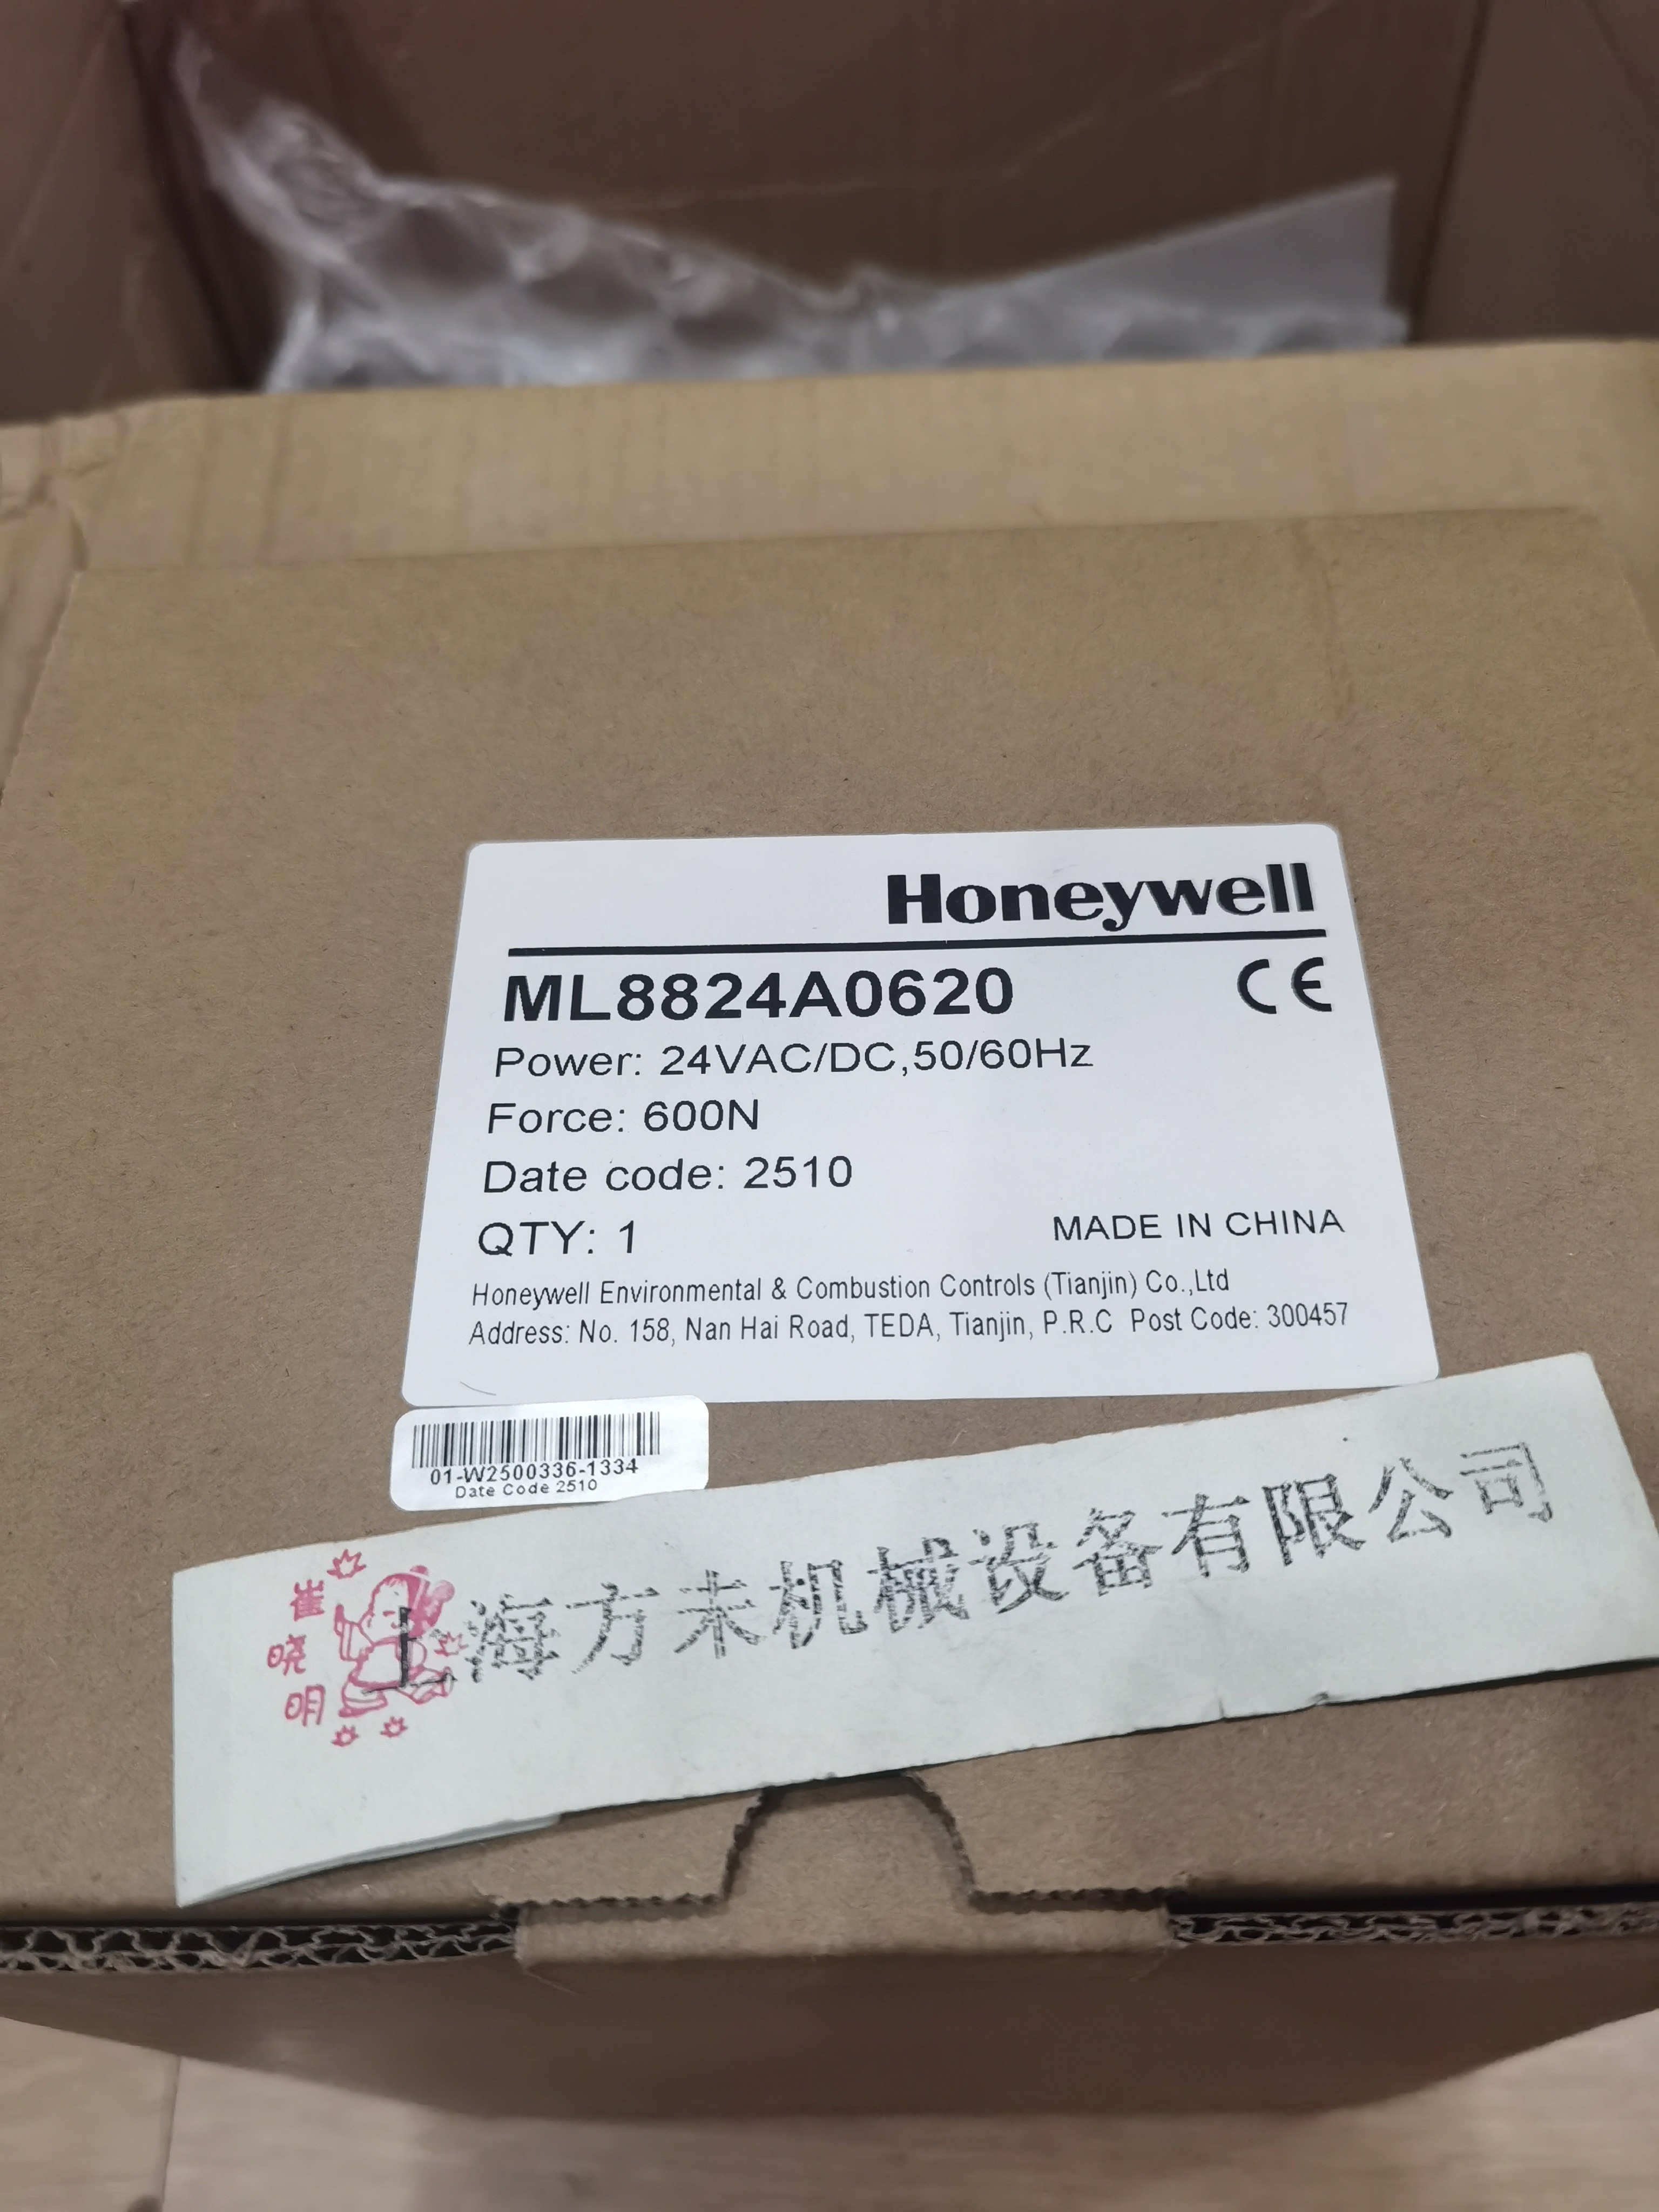 Honeywell
ML8824A0620
CE
Power: 24VAC/DC,50/60Hz
Force: 600N
Date code: 2510
QTY: 1
MADE IN CHINA
Honeywell Environmental & Combustion Controls (Tianjin) Co.,Ltd
Address: No. 158, Nan Hai Road, TEDA, Tianjin, P.R.C Post Code: 300457
01-W2500336-1334
Date Code 2510
上海方未机械设备有限公司
崔晓明